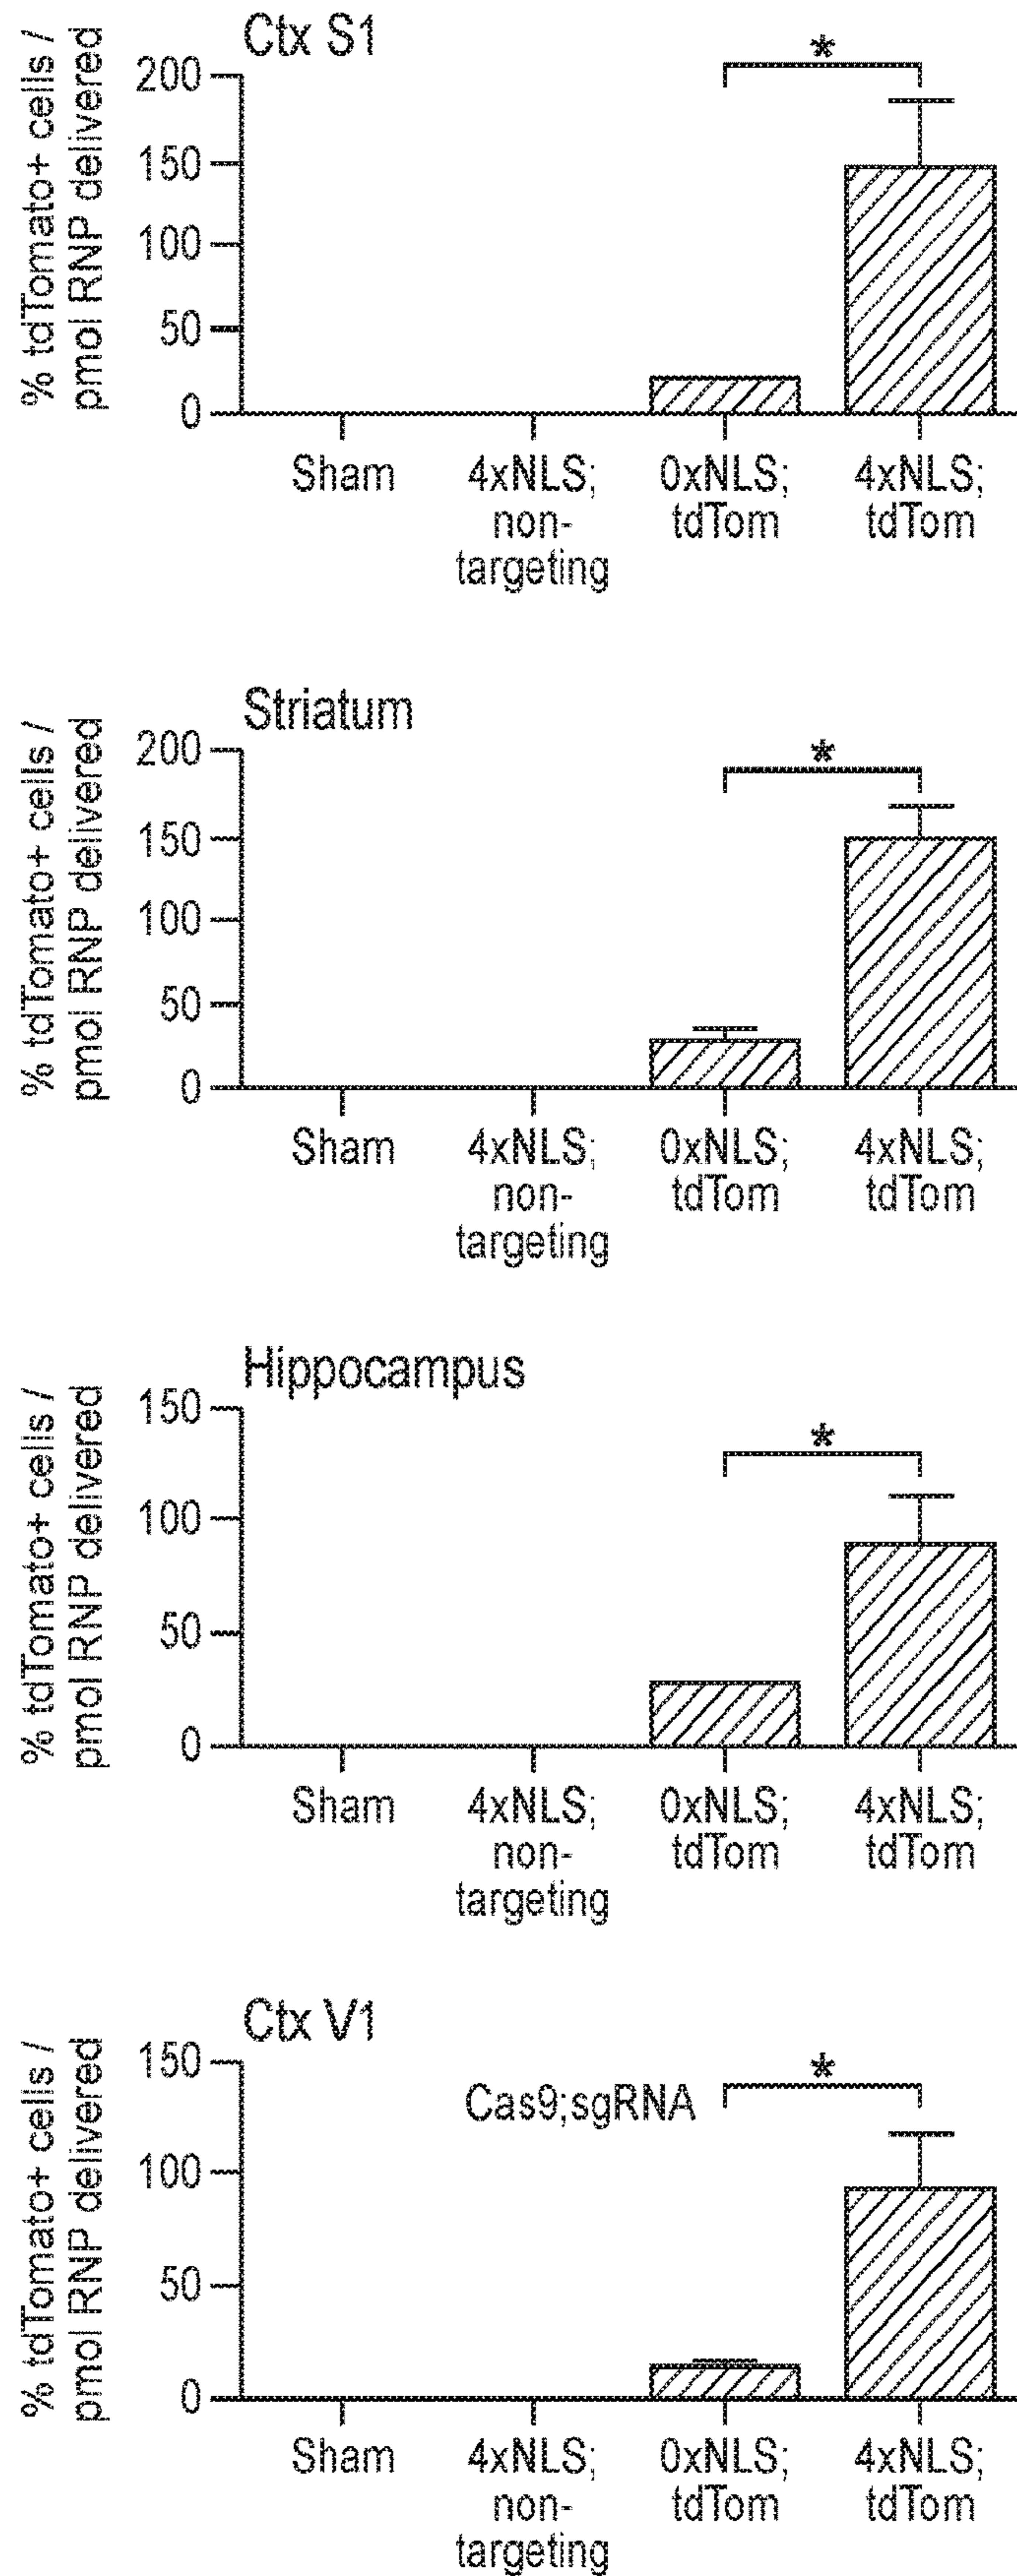 Ctx S1
% tdTomato+ cells /
pmol RNP delivered
200
150
100
50
0
*
Sham
4xNLS;
non-
targeting
0xNLS;
tdTom
4xNLS;
tdTom
Striatum
% tdTomato+ cells /
pmol RNP delivered
200
150
100
50
0
*
Sham
4xNLS;
non-
targeting
0xNLS;
tdTom
4xNLS;
tdTom
Hippocampus
% tdTomato+ cells /
pmol RNP delivered
150
100
50
0
*
Sham
4xNLS;
non-
targeting
0xNLS;
tdTom
4xNLS;
tdTom
Ctx V1
% tdTomato+ cells /
pmol RNP delivered
150
100
50
0
Cas9;sgRNA
*
Sham
4xNLS;
non-
targeting
0xNLS;
tdTom
4xNLS;
tdTom